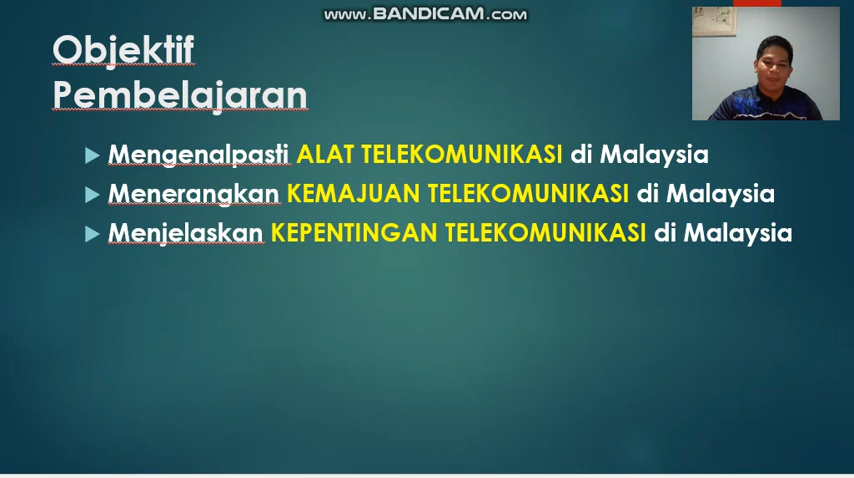 www.BANDICAM.com
Objektif
Pembelajaran
Mengenalpasti ALAT TELEKOMUNIKASI di Malaysia
Menerangkan KEMAJUAN TELEKOMUNIKASI di Malaysia
Menjelaskan KEPENTINGAN TELEKOMUNIKASI di Malaysia